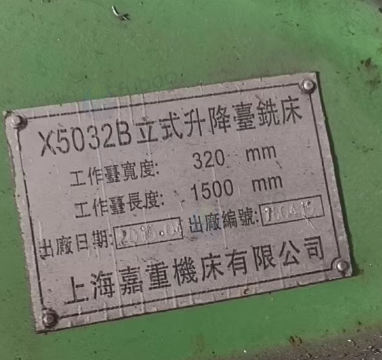 X5032B立式升降臺銑床
工作臺寬度: 320 mm
工作臺長度: 1500 mm
出廠日期: 出廠編號:
上海嘉重機床有限公司